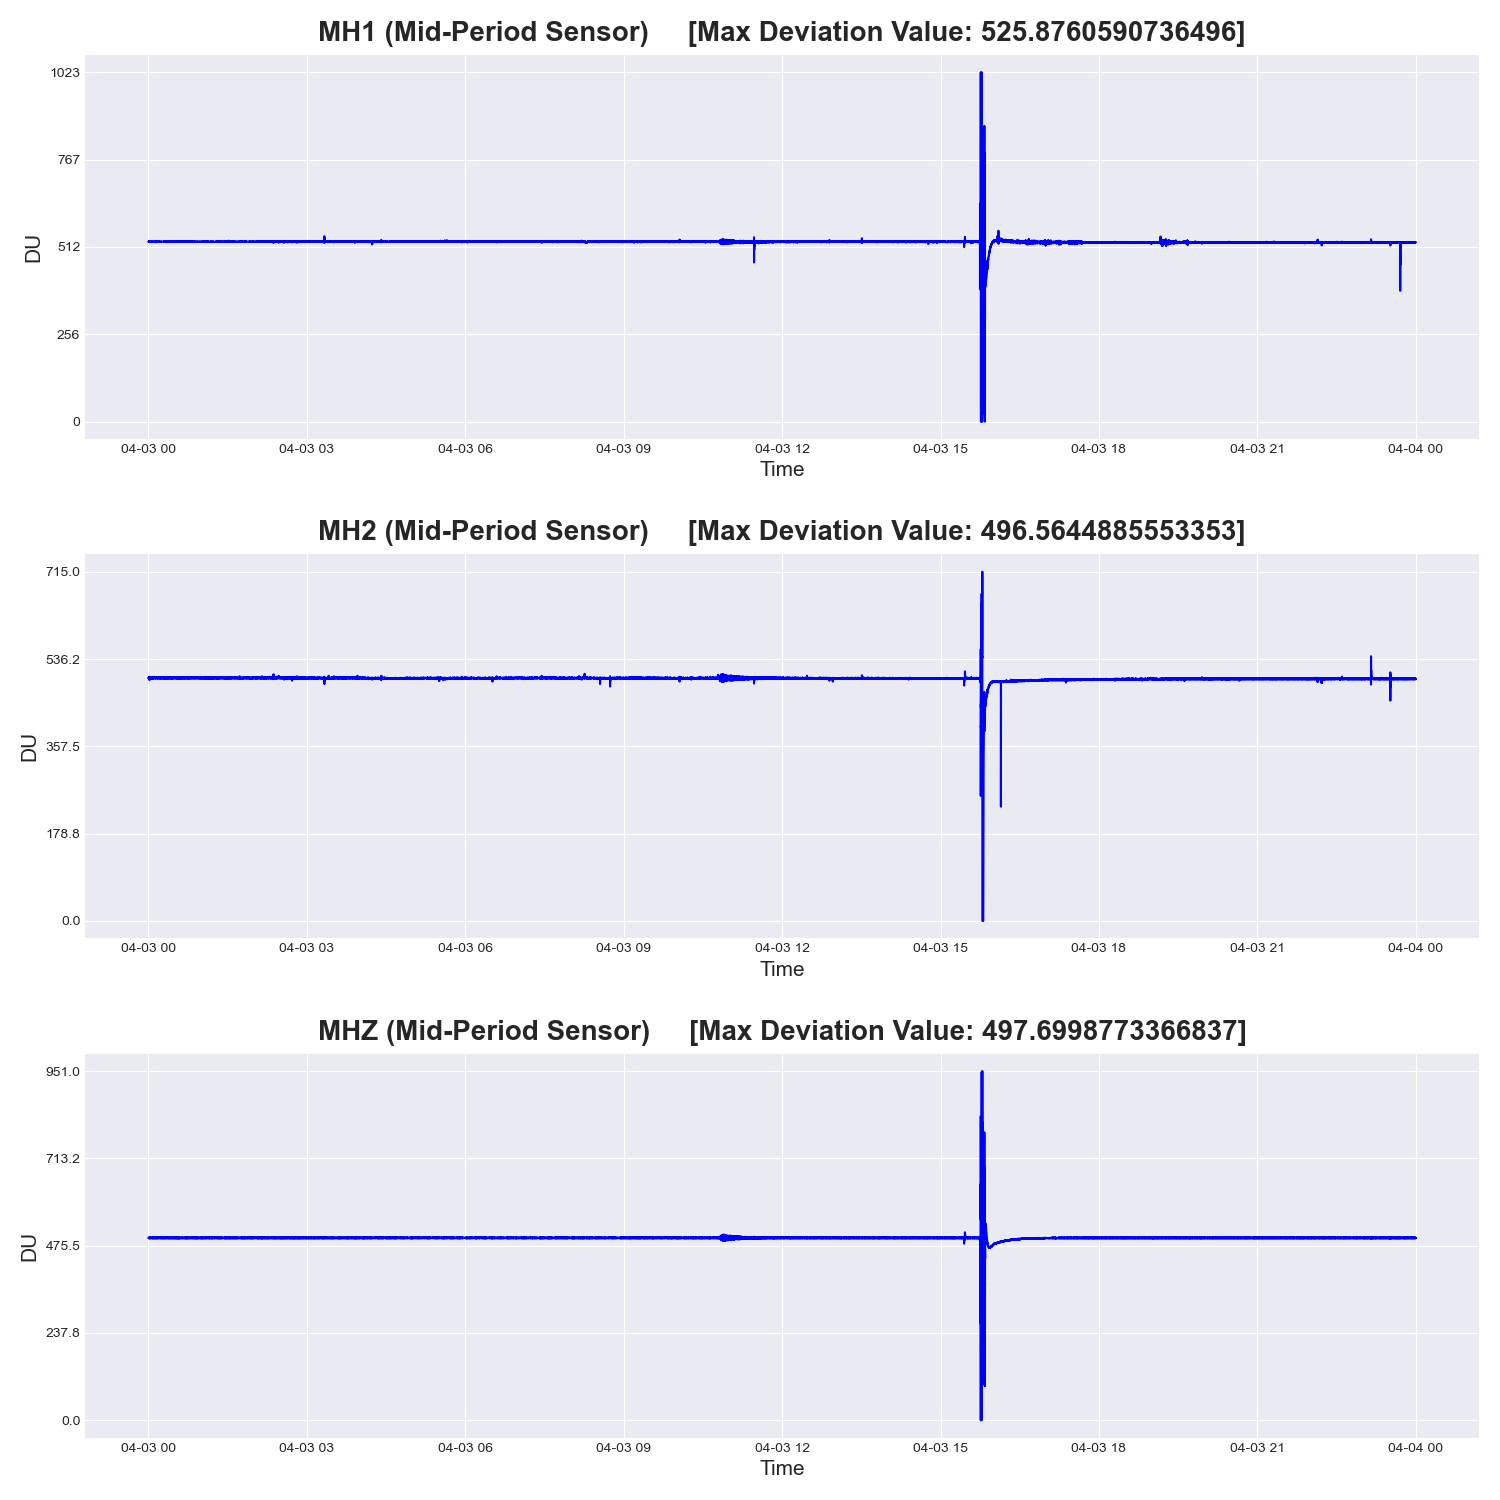 MH1 (Mid-Period Sensor)     [Max Deviation Value: 525.8760590736496]
1023
767
512
256
0
DU
04-03 00 04-03 03 04-03 06 04-03 09 04-03 12 04-03 15 04-03 18 04-03 21 04-04 00
Time
MH2 (Mid-Period Sensor)     [Max Deviation Value: 496.5644885553353]
715.0
536.2
357.5
178.8
0.0
DU
04-03 00 04-03 03 04-03 06 04-03 09 04-03 12 04-03 15 04-03 18 04-03 21 04-04 00
Time
MHZ (Mid-Period Sensor)     [Max Deviation Value: 497.6998773366837]
951.0
713.2
475.5
237.8
0.0
DU
04-03 00 04-03 03 04-03 06 04-03 09 04-03 12 04-03 15 04-03 18 04-03 21 04-04 00
Time